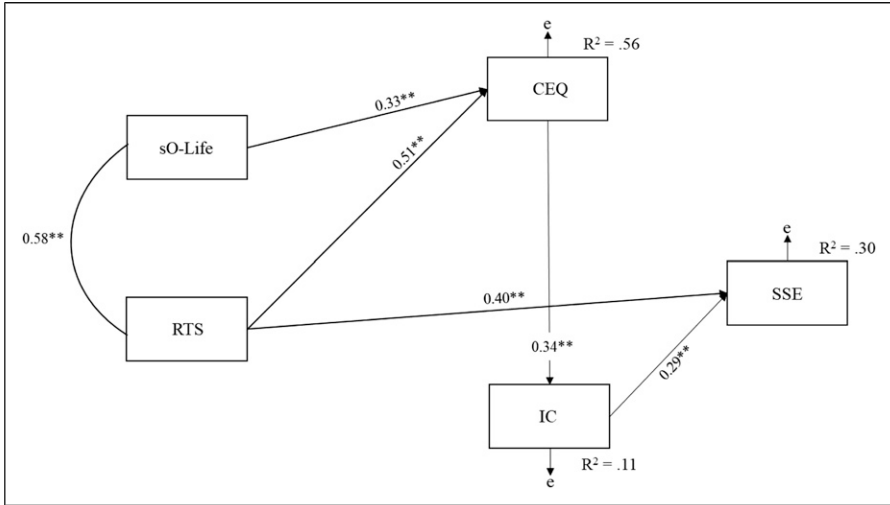 e
R² = .56
CEQ
0.33**
sO-Life
0.51**
0.58**
e
R² = .30
SSE
0.40**
RTS
0.34**
0.29**
IC
R² = .11
e